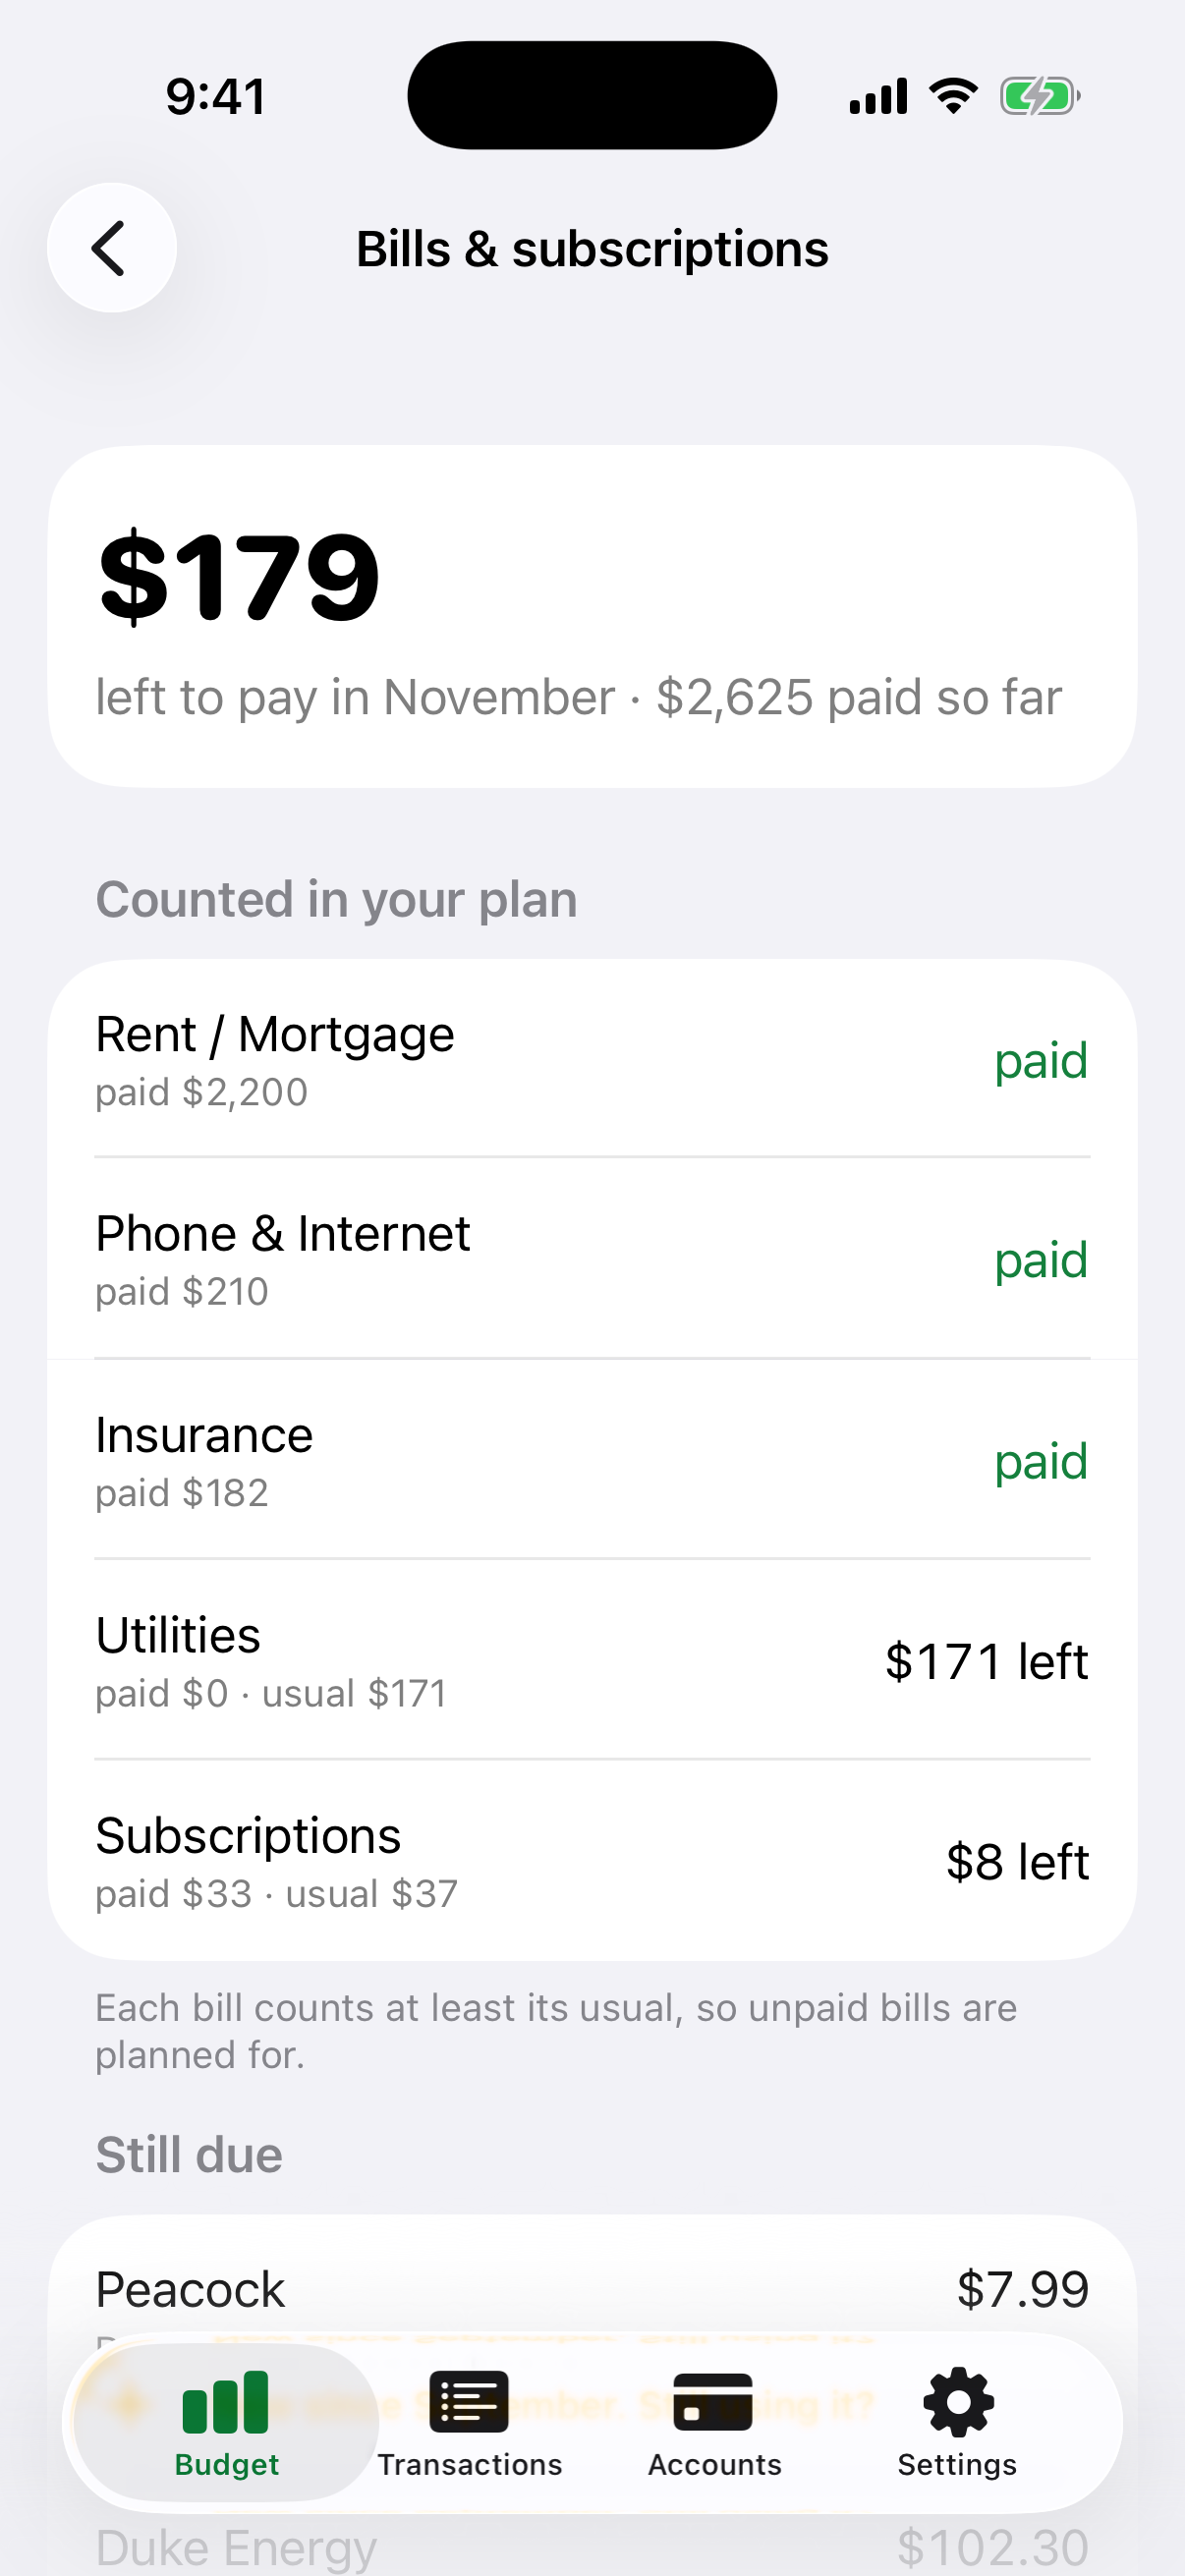 9:41
Bills & subscriptions
$179
left to pay in November · $2,625 paid so far
Counted in your plan
Rent / Mortgage
paid $2,200
paid
Phone & Internet
paid $210
paid
Insurance
paid $182
paid
Utilities
paid $0 · usual $171
$171 left
Subscriptions
paid $33 · usual $37
$8 left
Each bill counts at least its usual, so unpaid bills are
planned for.
Still due
Peacock
$7.99
Still using it?
Budget
Transactions
Accounts
Settings
Duke Energy
$102.30